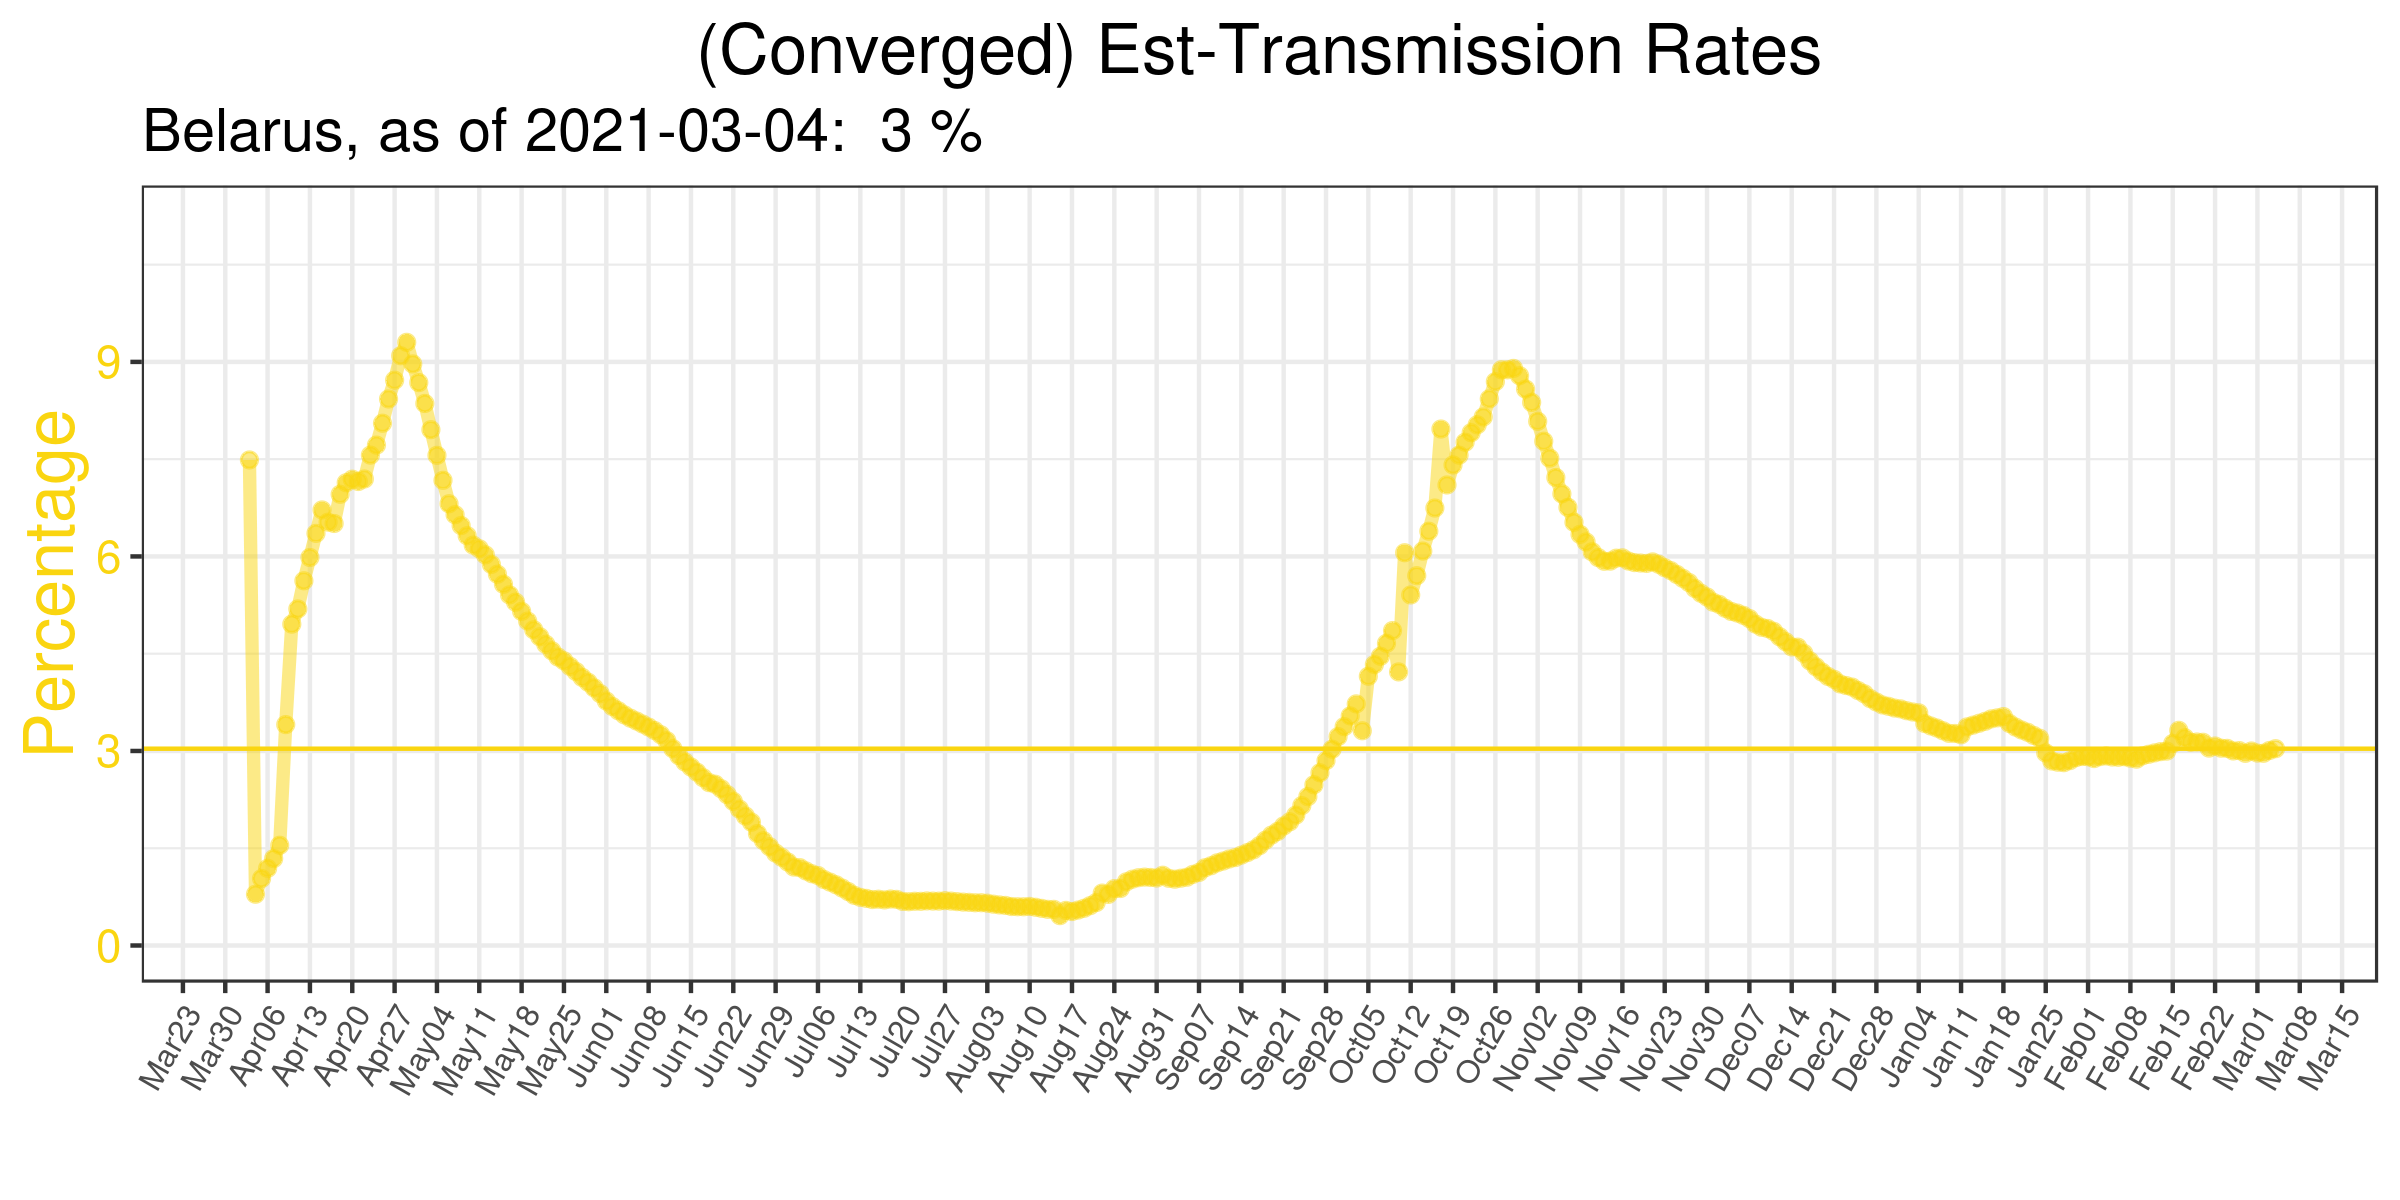 (Converged) Est-Transmission Rates
Belarus, as of 2021-03-04:  3 %
Percentage
9
6
3
0
Mar23
Mar30
Apr06
Apr13
Apr20
Apr27
May04
May11
May18
May25
Jun01
Jun08
Jun15
Jun22
Jun29
Jul06
Jul13
Jul20
Jul27
Aug03
Aug10
Aug17
Aug24
Aug31
Sep07
Sep14
Sep21
Sep28
Oct05
Oct12
Oct19
Oct26
Nov02
Nov09
Nov16
Nov23
Nov30
Dec07
Dec14
Dec21
Dec28
Jan04
Jan11
Jan18
Jan25
Feb01
Feb08
Feb15
Feb22
Mar01
Mar08
Mar15